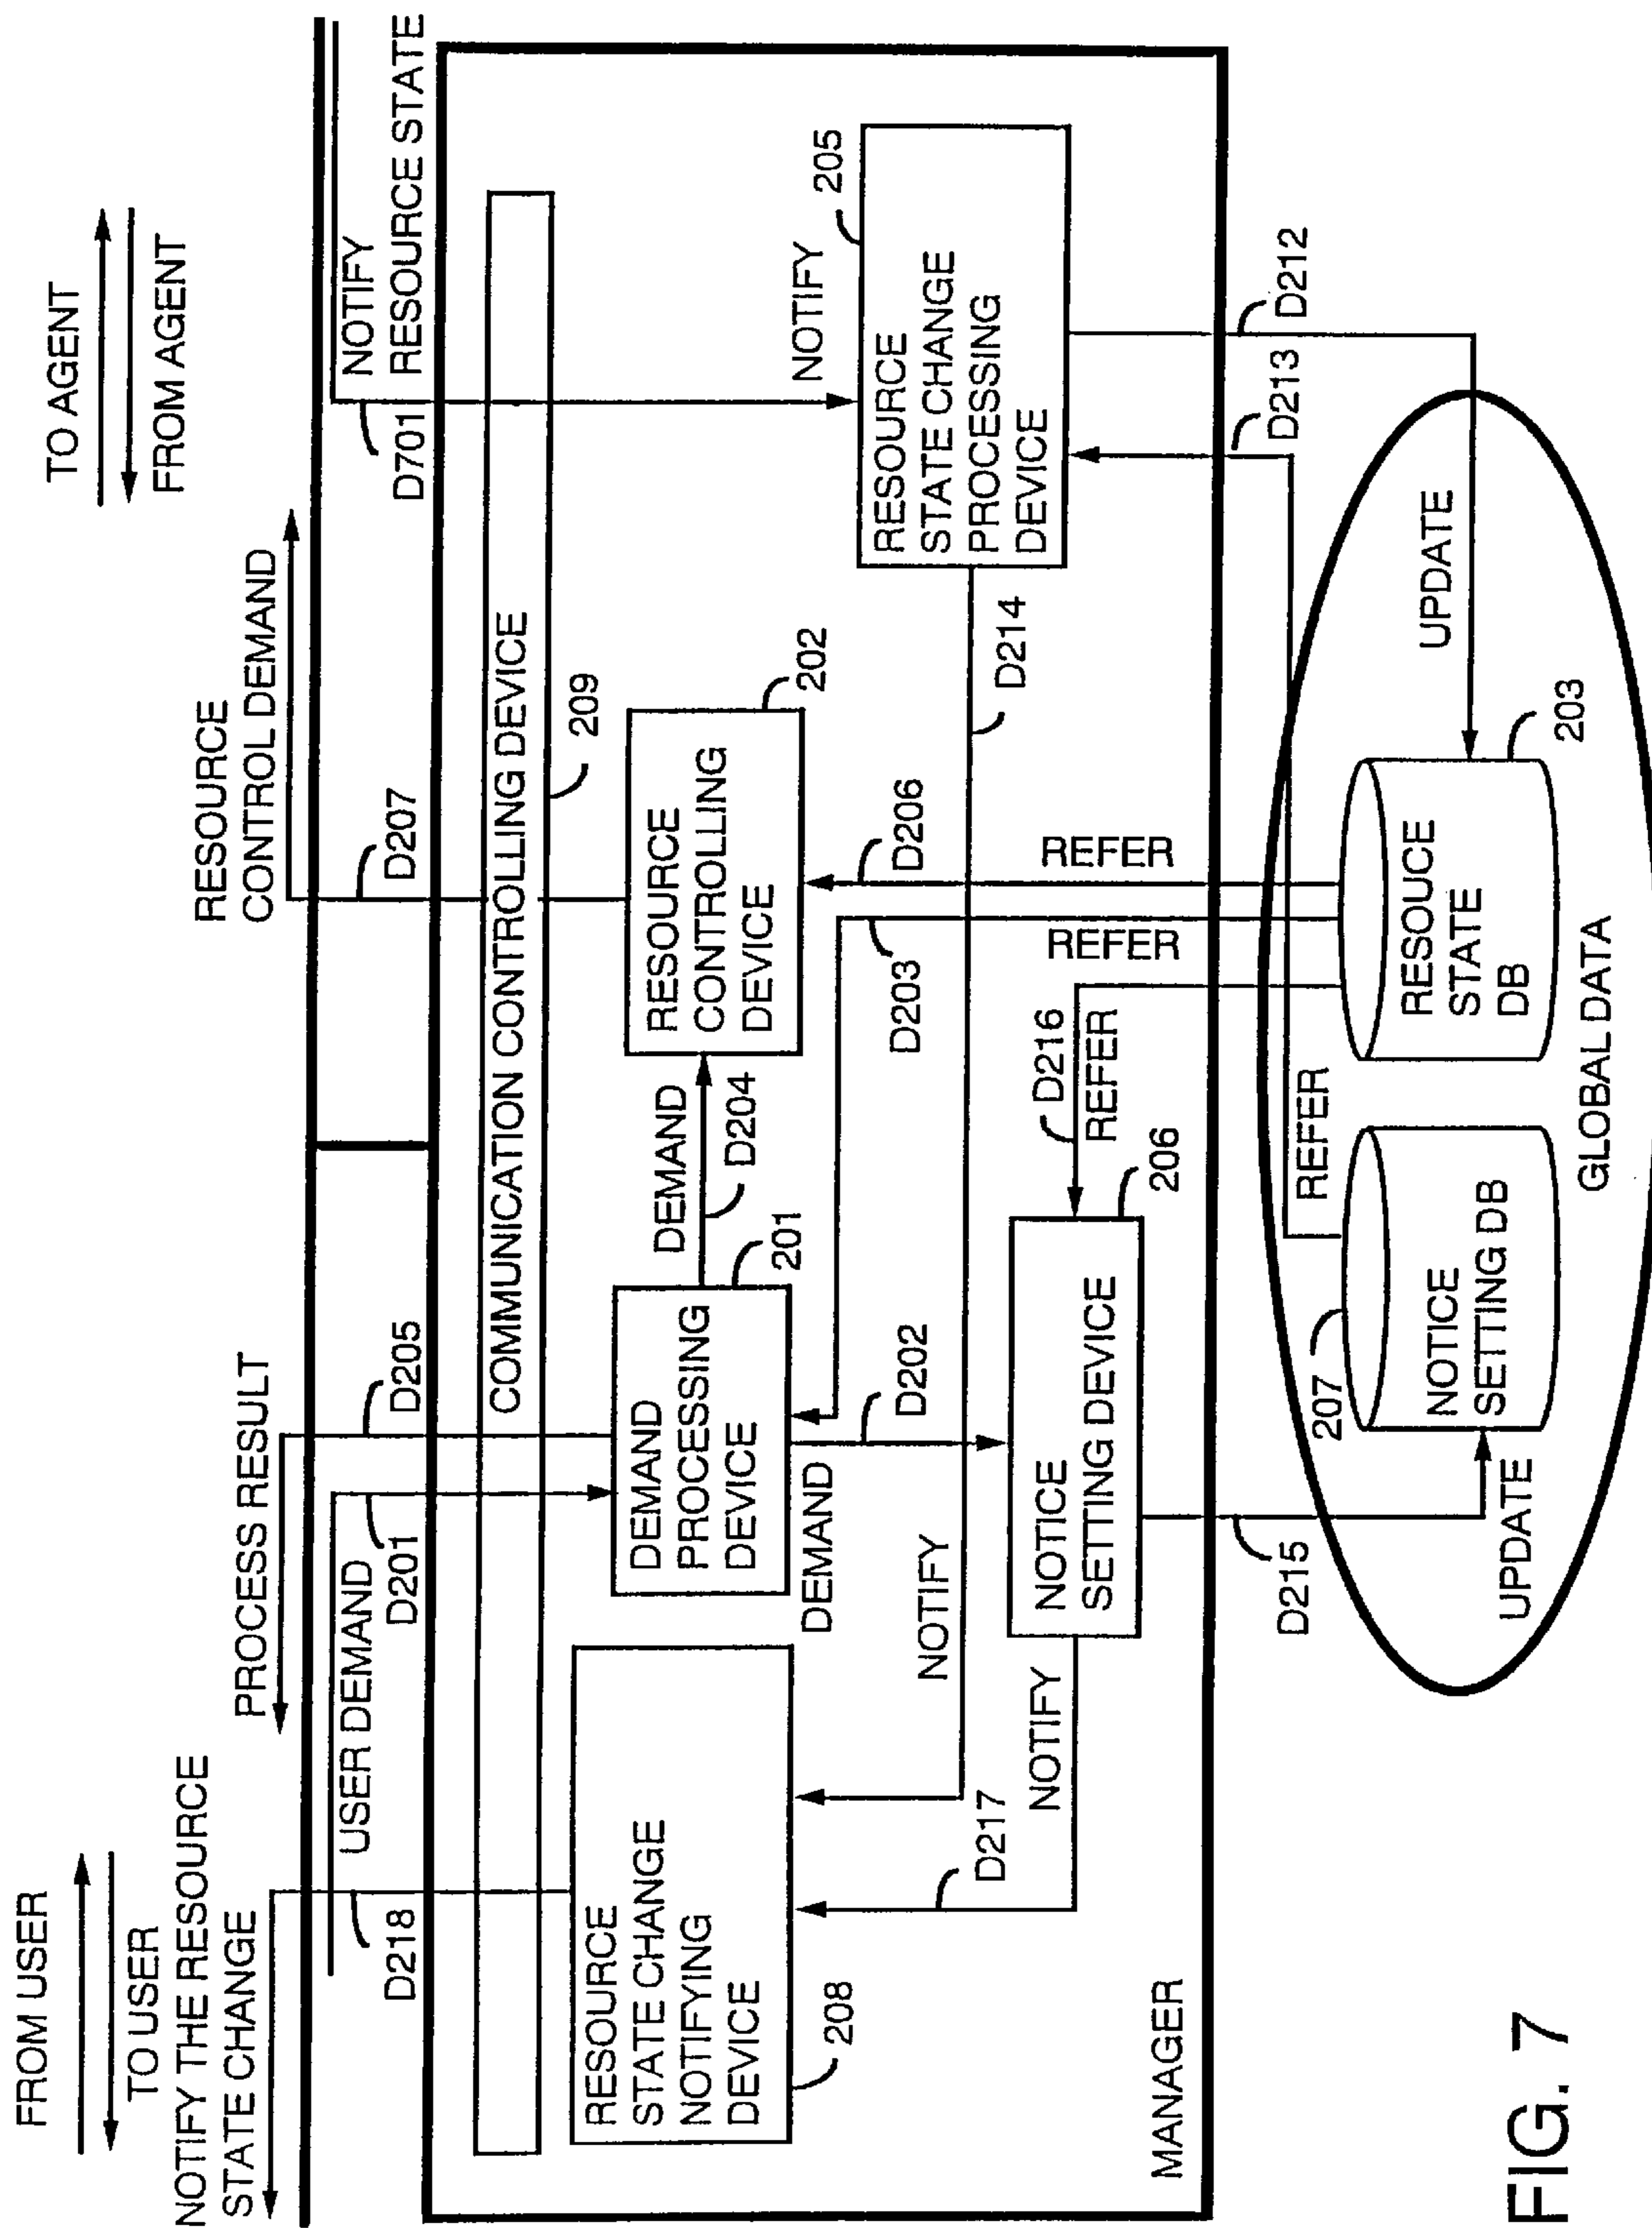 FROM USER
TO USER
NOTIFY THE RESOURCE
STATE CHANGE
PROCESS RESULT
RESOURCE
CONTROL DEMAND
TO AGENT
FROM AGENT
USER DEMAND
D218
D201
D205
D207
D701
NOTIFY
RESOURCE STATE
COMMUNICATION CONTROLLING DEVICE
209
RESOURCE
STATE CHANGE
NOTIFYING
DEVICE
208
DEMAND
PROCESSING
DEVICE
201
DEMAND
D204
RESOURCE
CONTROLLING
DEVICE
202
NOTIFY
205
RESOURCE
STATE CHANGE
PROCESSING
DEVICE
DEMAND
D202
D203
D206
NOTIFY
D214
D217
NOTIFY
NOTICE
SETTING DEVICE
206
D216
REFER
REFER
REFER
D213
D212
MANAGER
D215
UPDATE
207
NOTICE
SETTING DB
REFER
RESOUCE
STATE
DB
203
UPDATE
GLOBAL DATA
FIG. 7